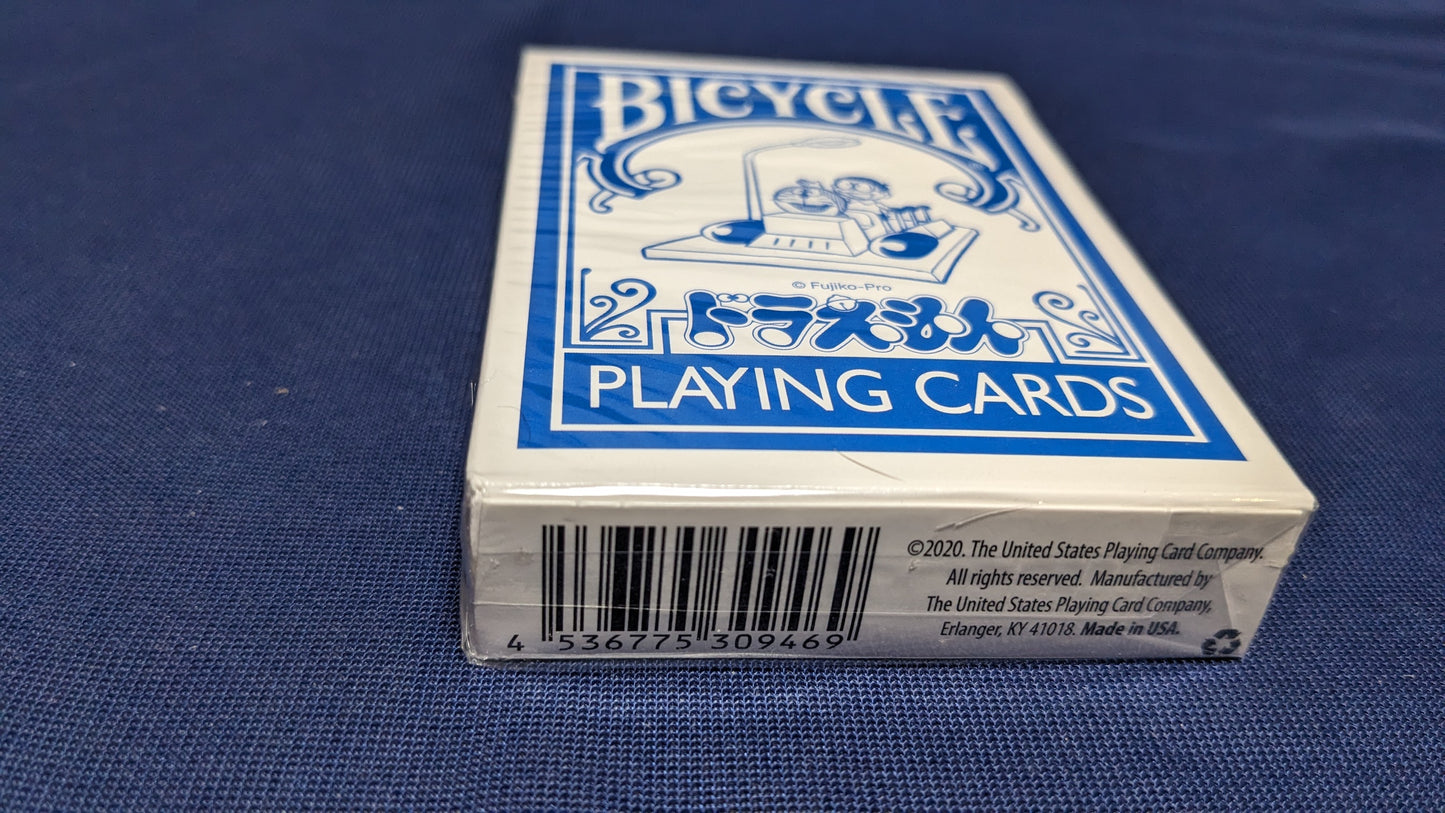 BICYCLE
© Fujiko-Pro
ドラえもん
PLAYING CARDS
4 536775 309469
©2020. The United States Playing Card Company.
All rights reserved. Manufactured by
The United States Playing Card Company,
Erlanger, KY 41018. Made in USA.